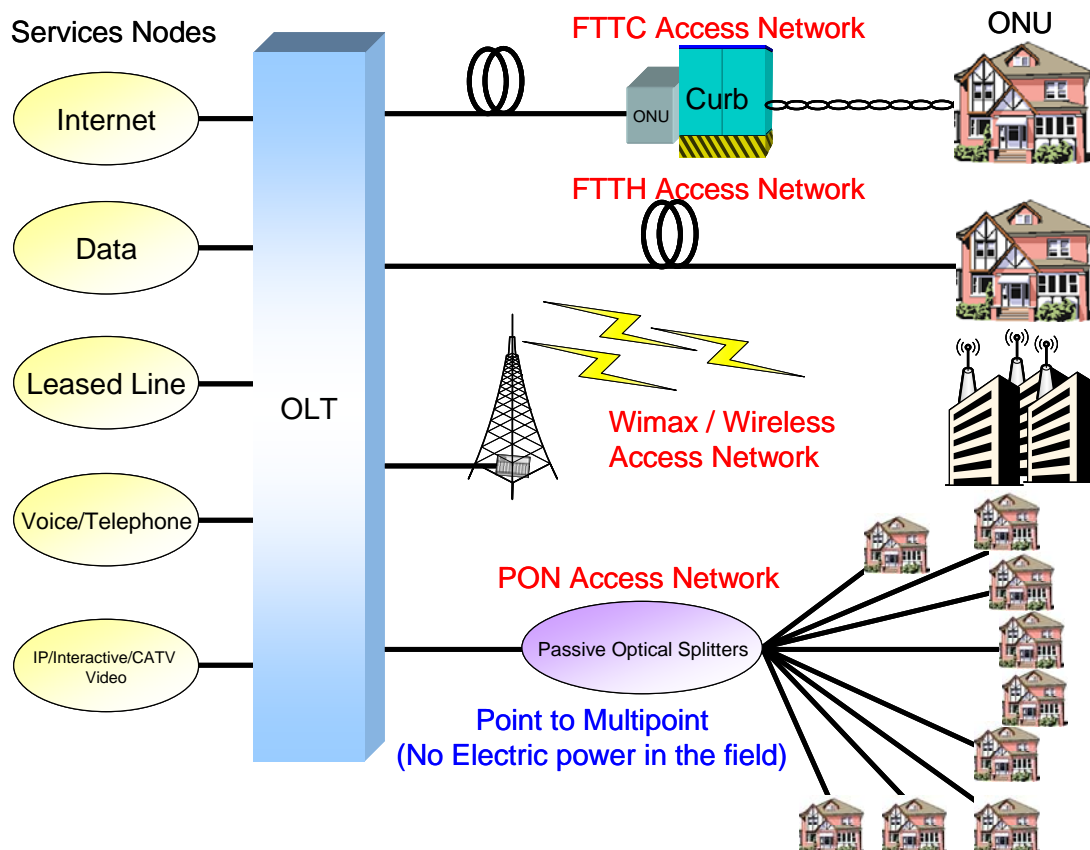 Services Nodes
Internet
Data
Leased Line
Voice/Telephone
IP/Interactive/CATV
Video
OLT
FTTC Access Network
ONU
ONU
Curb
FTTH Access Network
Wimax / Wireless
Access Network
PON Access Network
Passive Optical Splitters
Point to Multipoint
(No Electric power in the field)